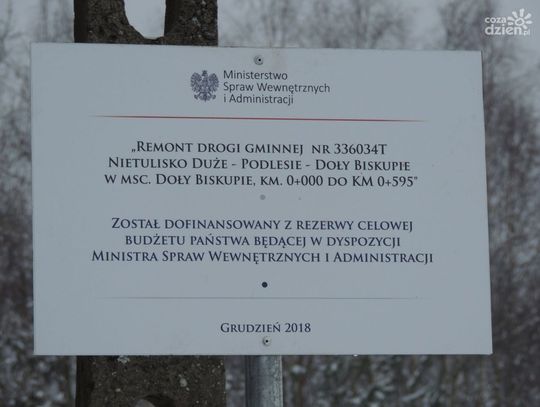 coza
dzien.pl
Ministerstwo
Spraw Wewnętrznych
i Administracji
„Remont drogi gminnej nr 336034T
Nietulisko Duże - Podlesie - Doły Biskupie
w msc. Doły Biskupie, km. 0+000 do KM 0+595"
Został dofinansowany z rezerwy celowej
budżetu państwa będącej w dyspozycji
Ministra Spraw Wewnętrznych i Administracji
Grudzień 2018